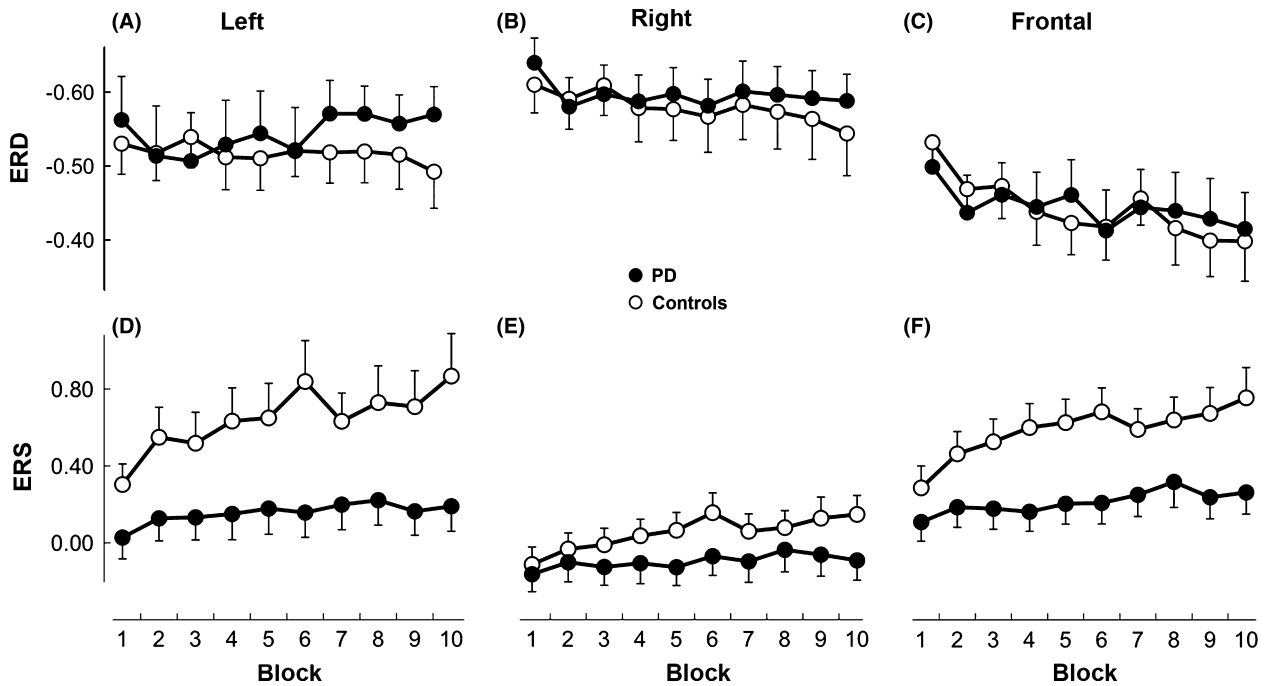 (A) Left
(B) Right
(C) Frontal
ERD
-0.60
-0.50
-0.40
PD
Controls
(D)
(E)
(F)
ERS
0.80
0.40
0.00
1 2 3 4 5 6 7 8 9 10
1 2 3 4 5 6 7 8 9 10
1 2 3 4 5 6 7 8 9 10
Block
Block
Block